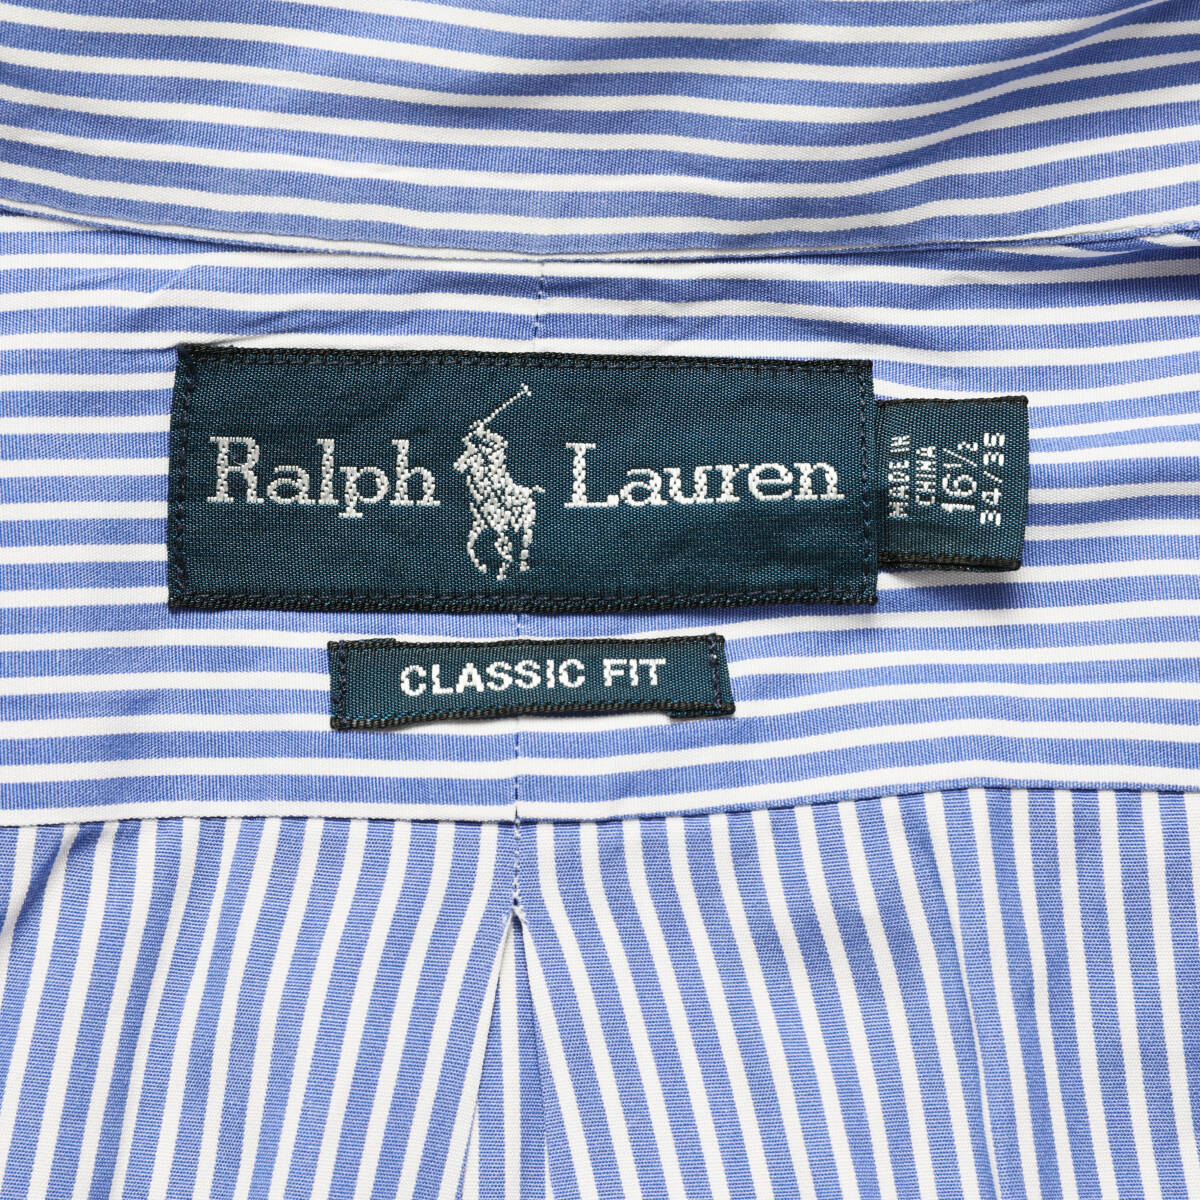 Ralph Lauren
MADE IN
CHINA
16½
34/35
CLASSIC FIT